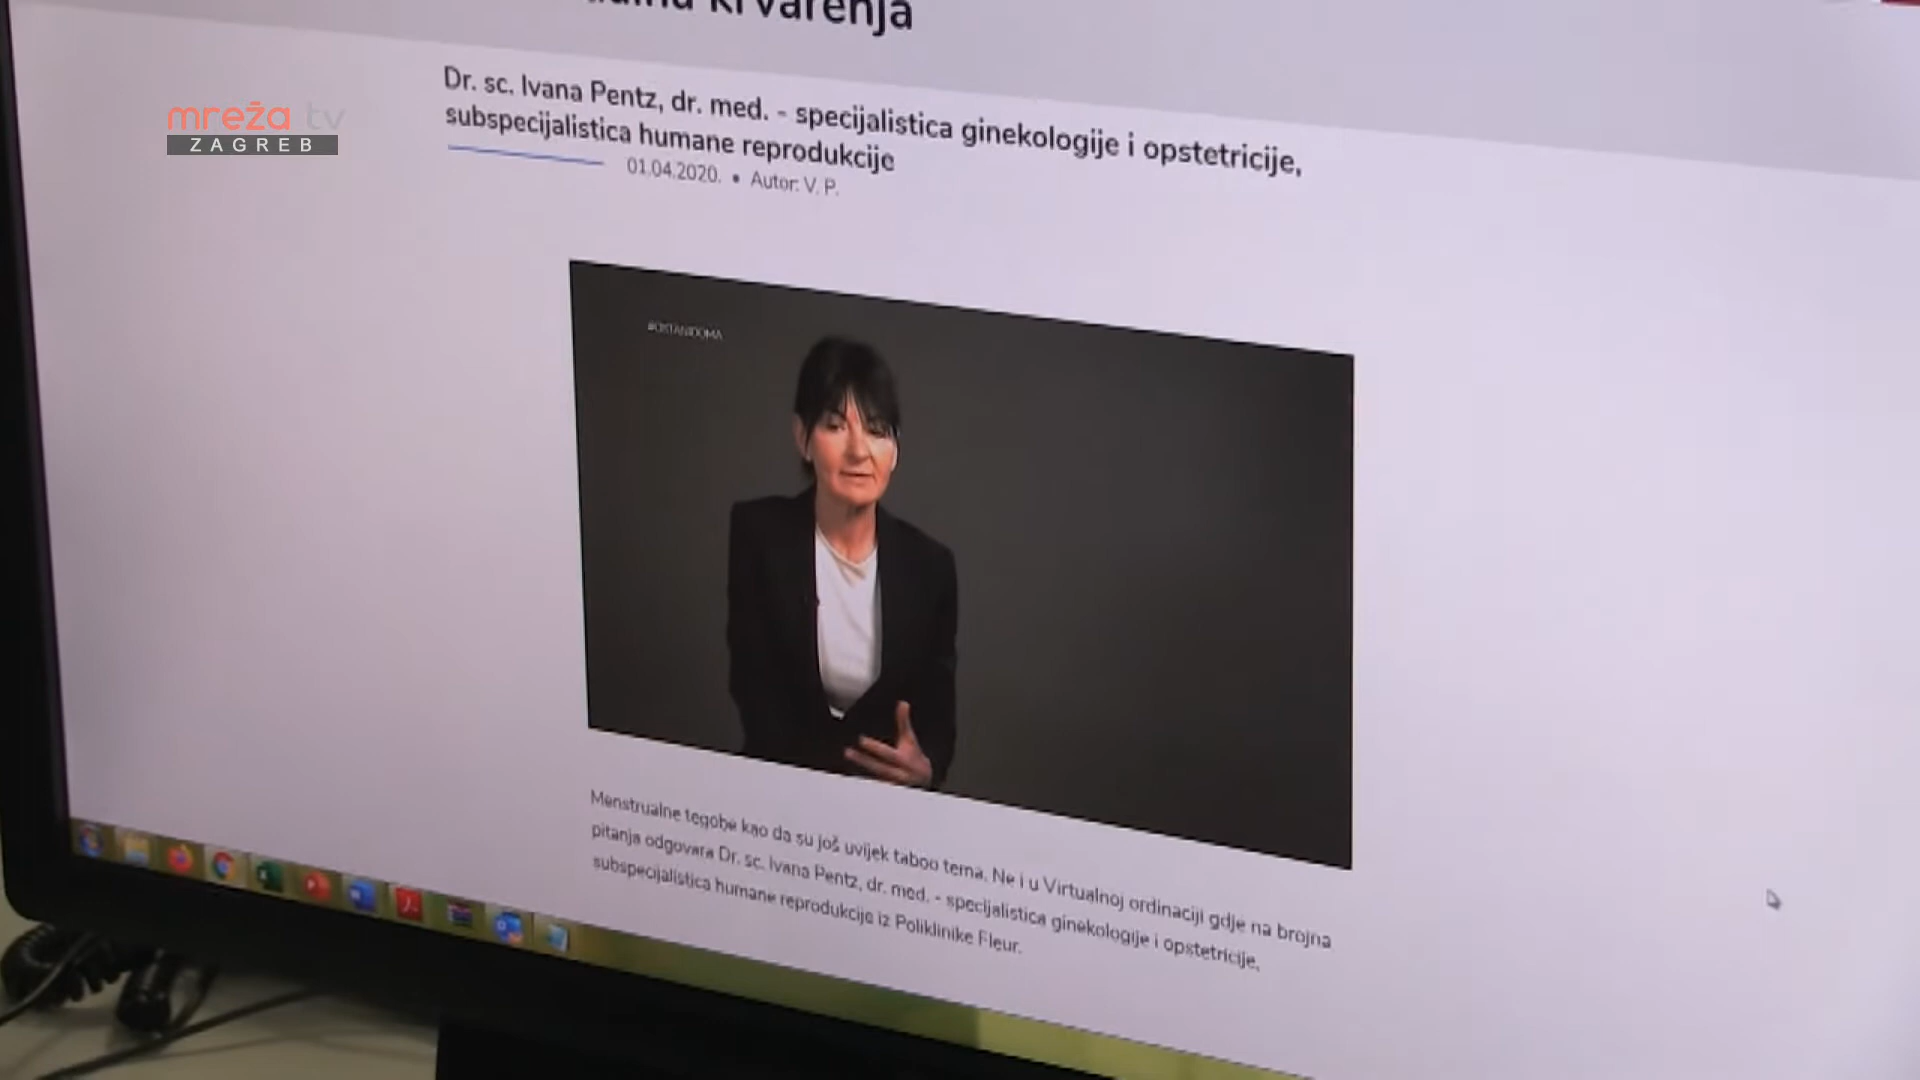 krvarenja
mreža tv
ZAGREB
Dr. sc. Ivana Pentz, dr. med. - specijalistica ginekologije i opstetricije,
subspecijalistica humane reprodukcije
01.04.2020. • Autor: V. P.
#OSTANIDOMA
Menstrualne tegobe kao da su još uvijek taboo tema. Ne i u Virtualnoj ordinaciji gdje na brojna
pitanja odgovara Dr. sc. Ivana Pentz, dr. med. - specijalistica ginekologije i opstetricije,
subspecijalistica humane reprodukcije iz Poliklinike Fleur.